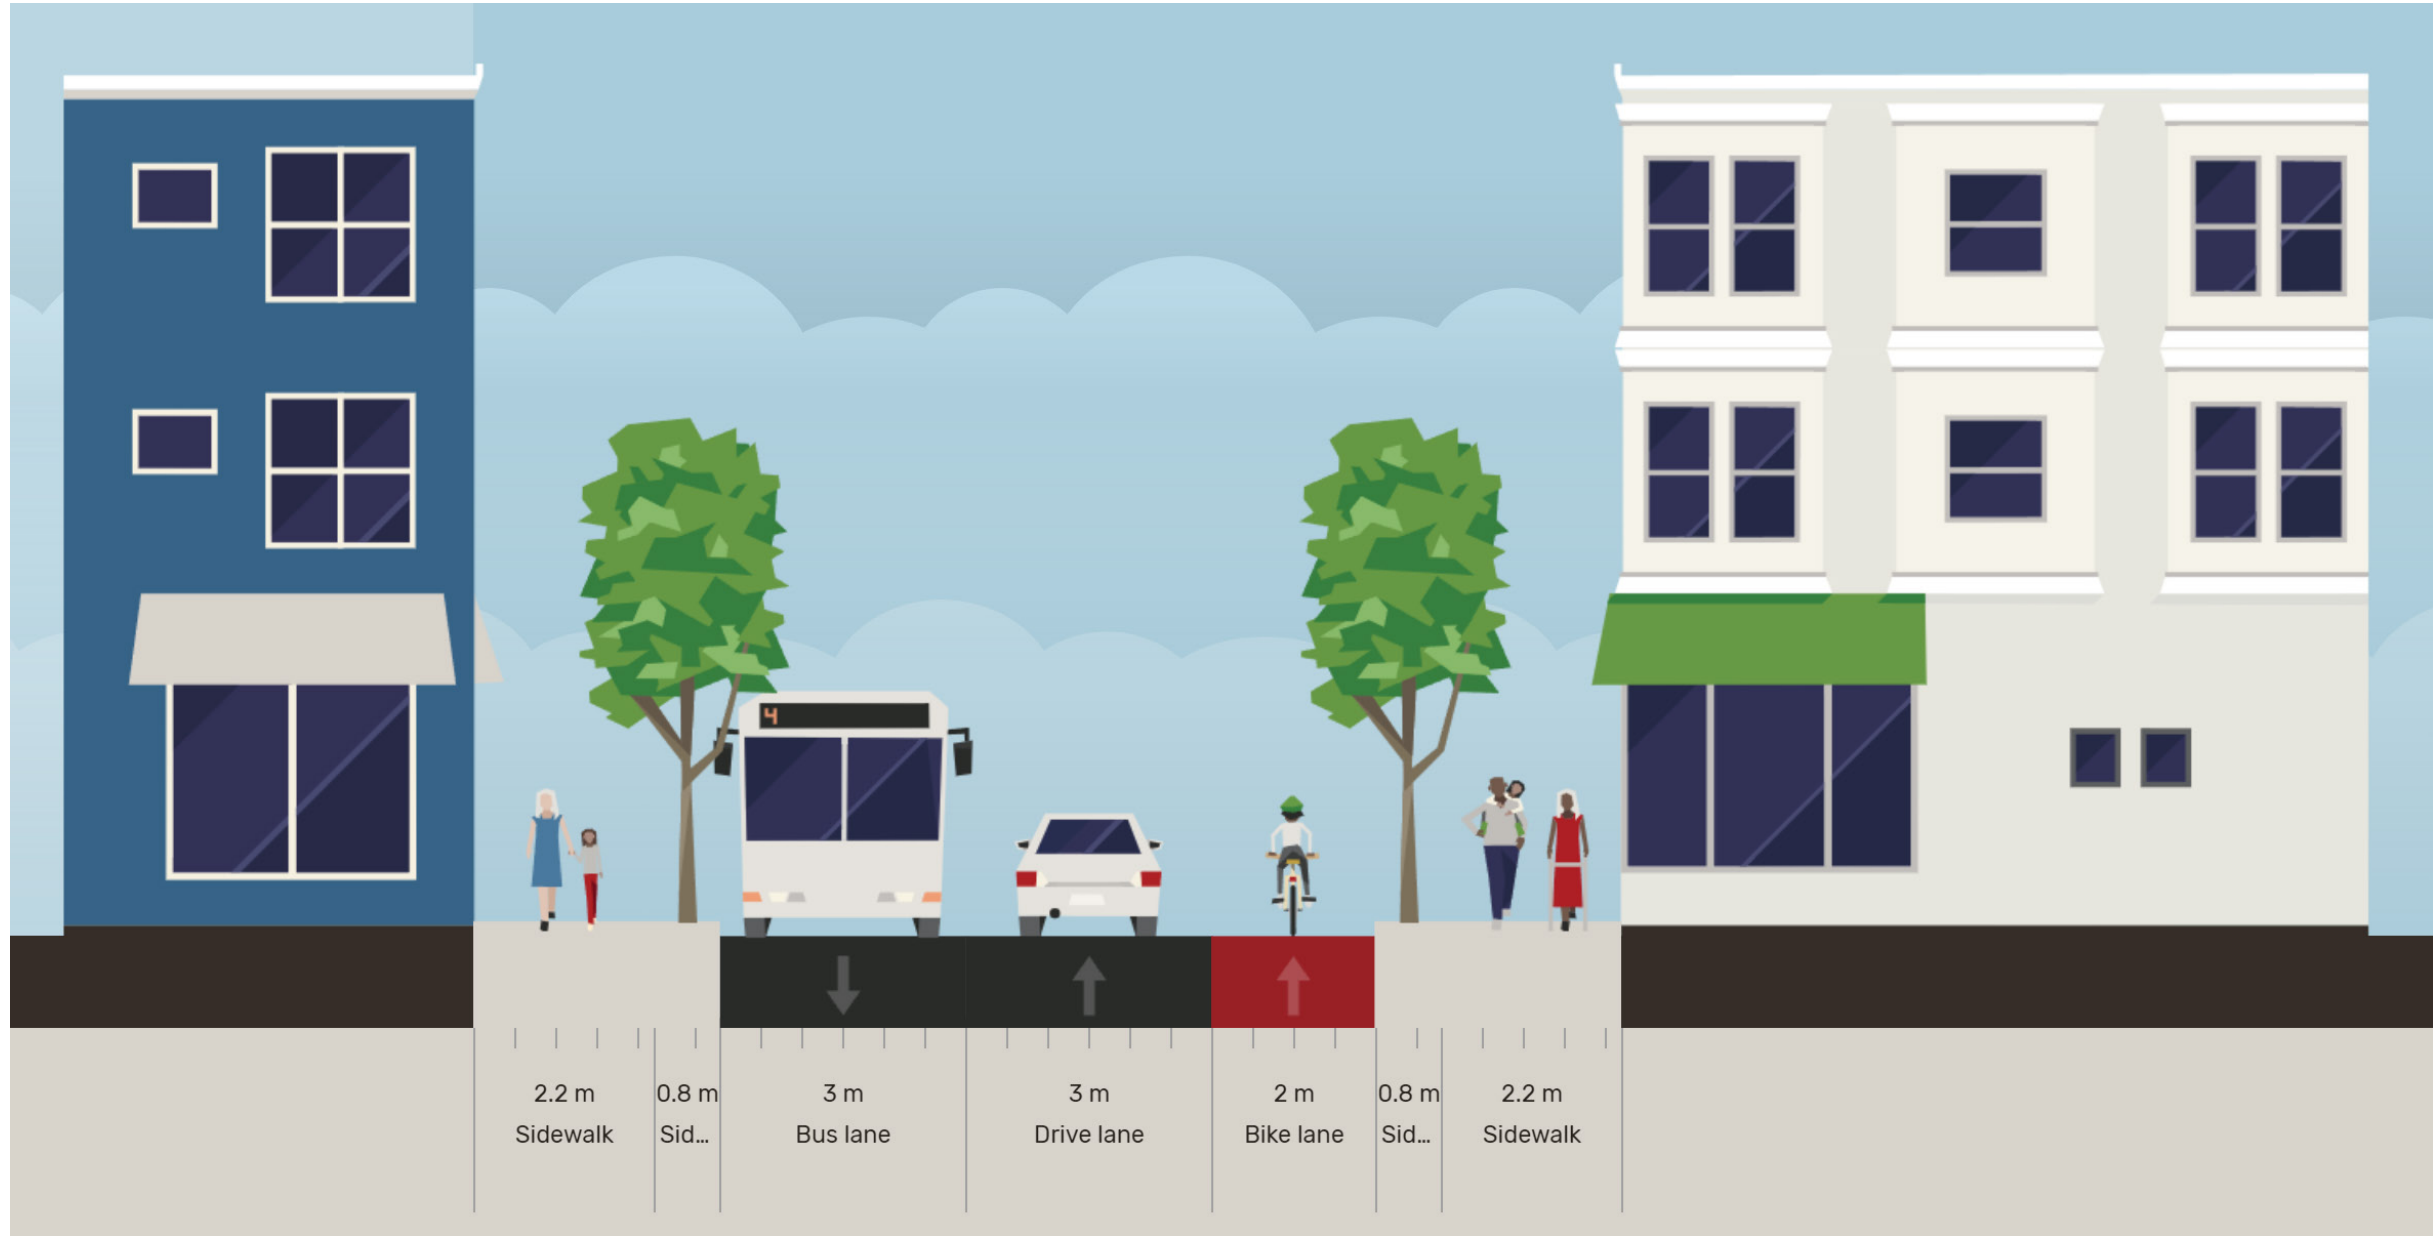 4
2.2 m
Sidewalk
0.8 m
Sid...
3 m
Bus lane
3 m
Drive lane
2 m
Bike lane
0.8 m
Sid...
2.2 m
Sidewalk